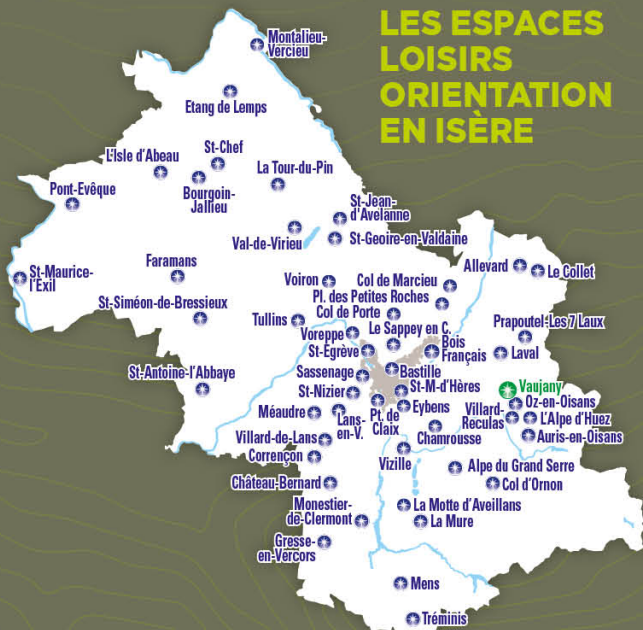 LES ESPACES
LOISIRS
ORIENTATION
EN ISÈRE
Montalieu-
Vercieu
Etang de Lemps
St-Chef
L'Isle d'Abeau
La Tour-du-Pin
Bourgoin-
Jallieu
Pont-Evêque
St-Jean-
d'Avelanne
Val-de-Virieu
St-Geoire-en-Valdaine
St-Maurice-
l'Exil
Faramans
Voiron
Col de Marcieu
Allevard
Le Collet
Pl. des Petites Roches
St-Siméon-de-Bressieux
Col de Porte
Tullins
Voreppe
Le Sappey en C.
Prapoutel-Les 7 Laux
St-Egrève
Bois
Français
Laval
St-Antoine-l'Abbaye
Sassenage
Bastille
St-Nizier
St-M-d'Hères
Vaujany
Méaudre
Lans-
en-V.
Pt. de
Claix
Eybens
Villard-
Reculas
Oz-en-Oisans
L'Alpe d'Huez
Auris-en-Oisans
Villard-de-Lans
Chamrousse
Corrençon
Vizille
Alpe du Grand Serre
Château-Bernard
Col d'Ornon
Monestier-
de-Clermont
La Motte d'Aveillans
La Mure
Gresse-
en-Vercors
Mens
Tréminis